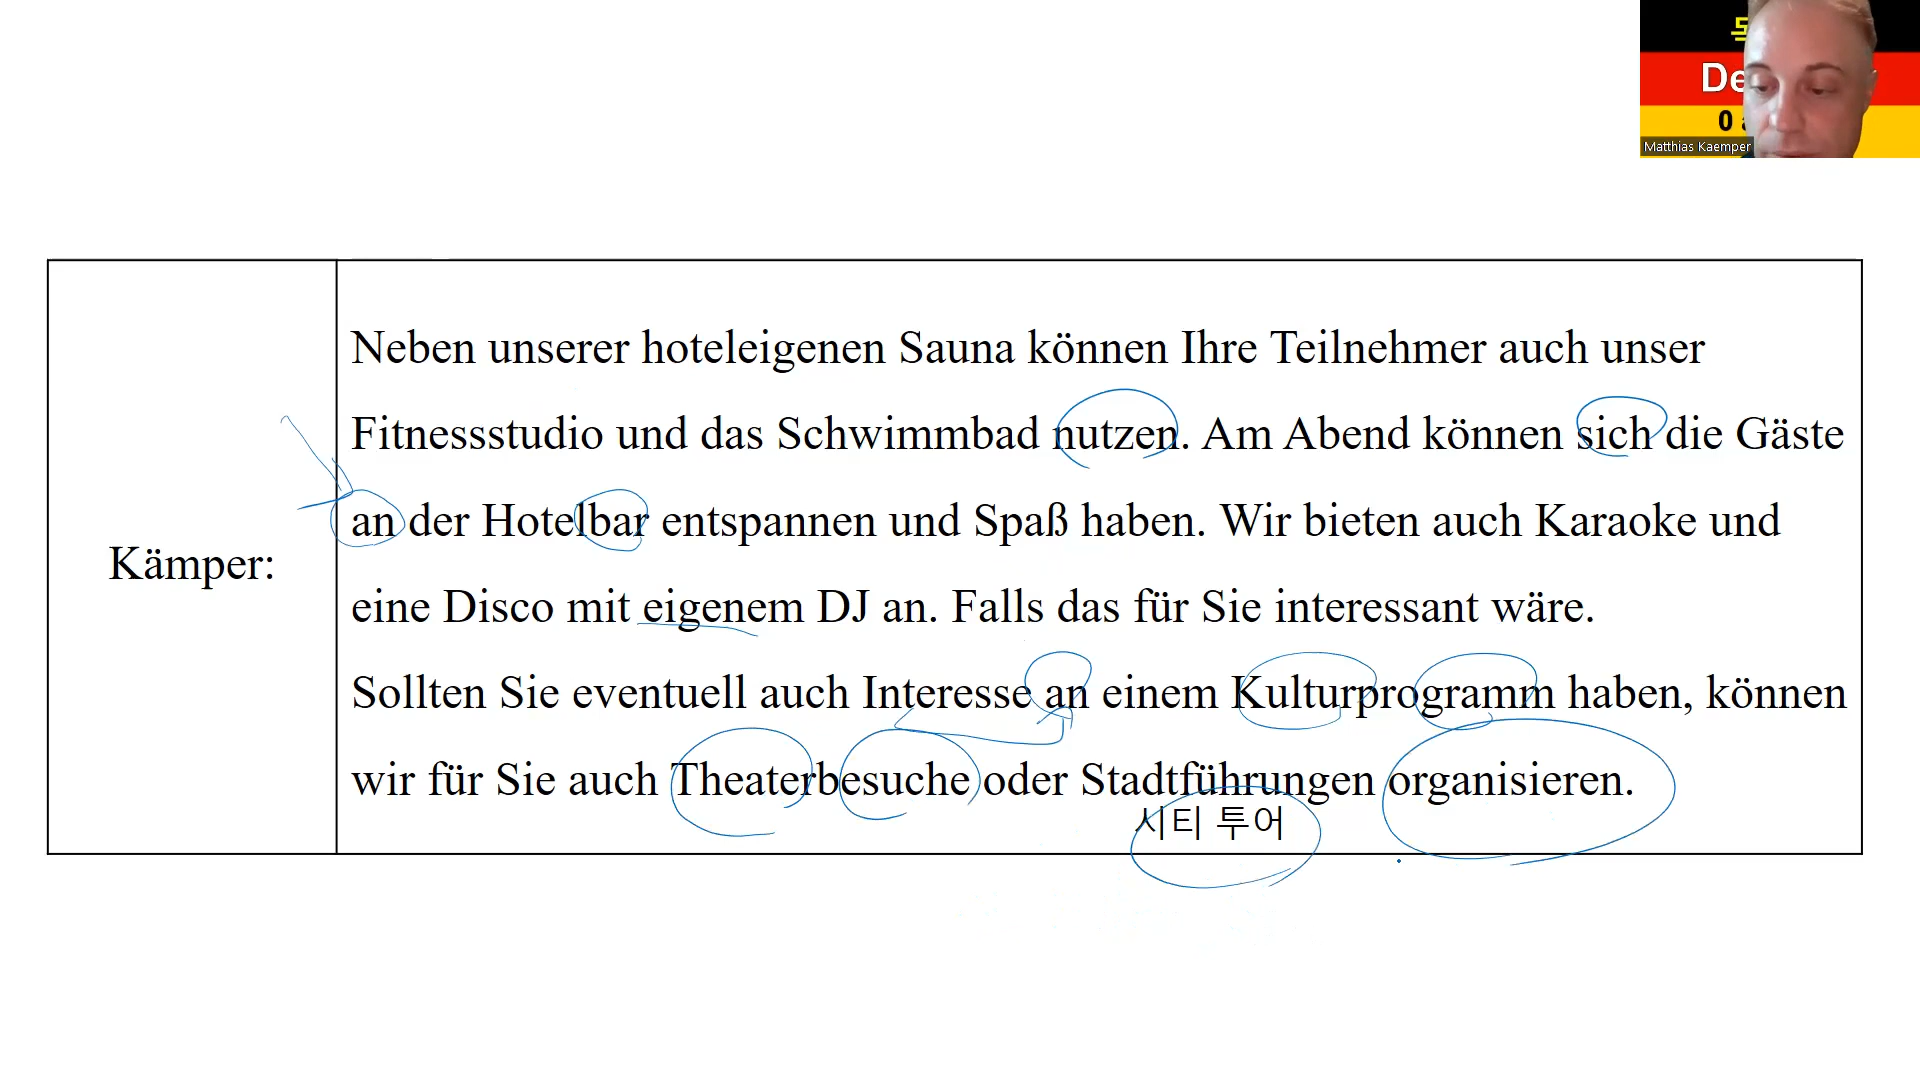 De
0
Matthias Kaemper
Neben unserer hoteleigenen Sauna können Ihre Teilnehmer auch unser
Fitnessstudio und das Schwimmbad nutzen. Am Abend können sich die Gäste
an der Hotelbar entspannen und Spaß haben. Wir bieten auch Karaoke und
Kämper:
eine Disco mit eigenem DJ an. Falls das für Sie interessant wäre.
Sollten Sie eventuell auch Interesse an einem Kulturprogramm haben, können
wir für Sie auch Theaterbesuche oder Stadtführungen organisieren.
시티 투어